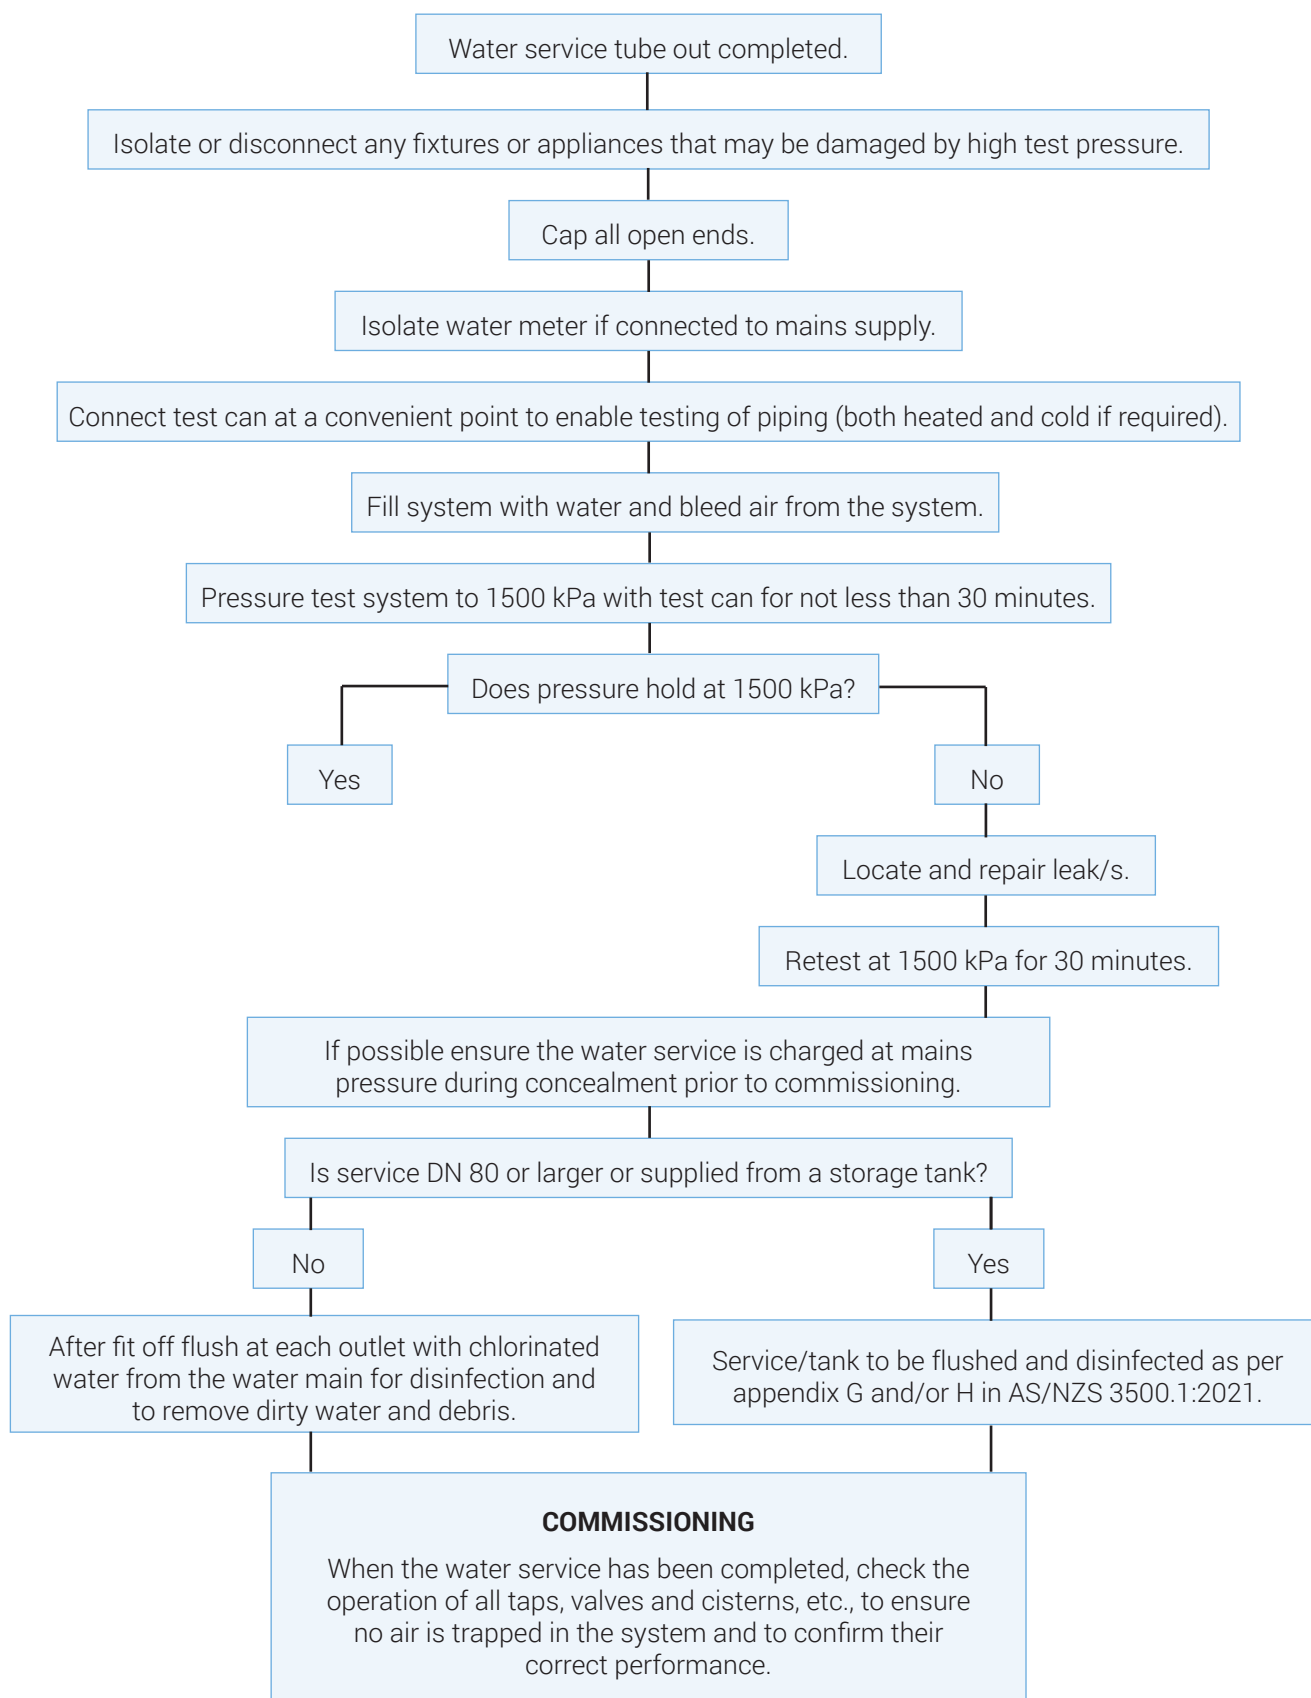 Water service tube out completed.
Isolate or disconnect any fixtures or appliances that may be damaged by high test pressure.
Cap all open ends.
Isolate water meter if connected to mains supply.
Connect test can at a convenient point to enable testing of piping (both heated and cold if required).
Fill system with water and bleed air from the system.
Pressure test system to 1500 kPa with test can for not less than 30 minutes.
Does pressure hold at 1500 kPa?
Yes
No
Locate and repair leak/s.
Retest at 1500 kPa for 30 minutes.
If possible ensure the water service is charged at mains
pressure during concealment prior to commissioning.
Is service DN 80 or larger or supplied from a storage tank?
No
Yes
After fit off flush at each outlet with chlorinated
water from the water main for disinfection and
to remove dirty water and debris.
Service/tank to be flushed and disinfected as per
appendix G and/or H in AS/NZS 3500.1:2021.
COMMISSIONING
When the water service has been completed, check the
operation of all taps, valves and cisterns, etc., to ensure
no air is trapped in the system and to confirm their
correct performance.